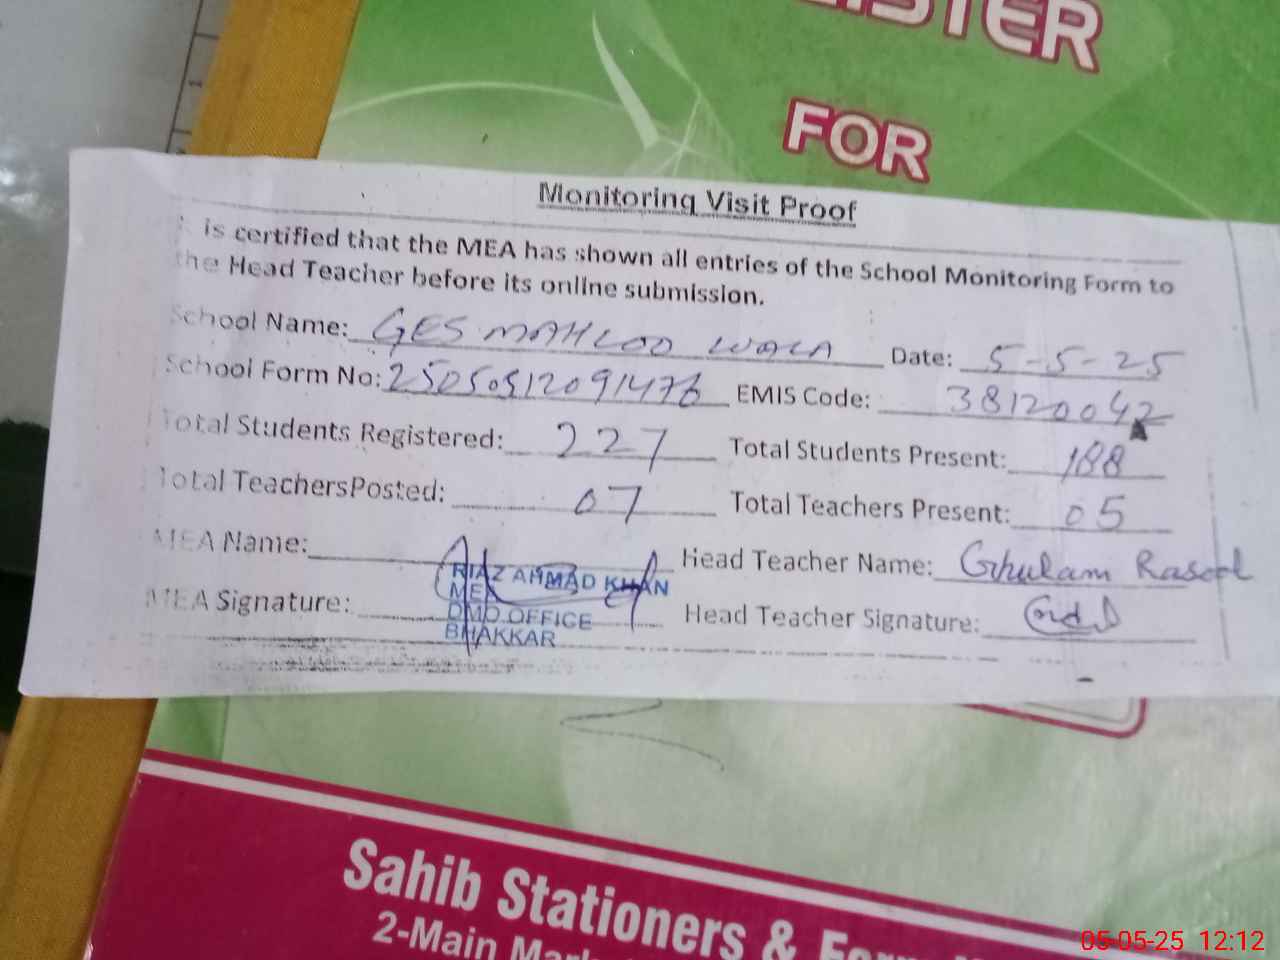 ISTER
FOR
Monitoring Visit Proof
is certified that the MEA has shown all entries of the School Monitoring Form to
the Head Teacher before its online submission.
School Name: GES MAHLOO WALA Date: 5-5-25
School Form No: 25050512091476 EMIS Code: 38120042
Total Students Registered: 227 Total Students Present: 188
Total TeachersPosted: 07 Total Teachers Present: 05
MEA Name: Head Teacher Name: Ghulam Rasool
RIAZ AHMAD KHAN
MEA
MEA Signature: Head Teacher Signature:
DMO OFFICE
BHAKKAR
Sahib Stationers &
2-Main
05-05-25 12:12